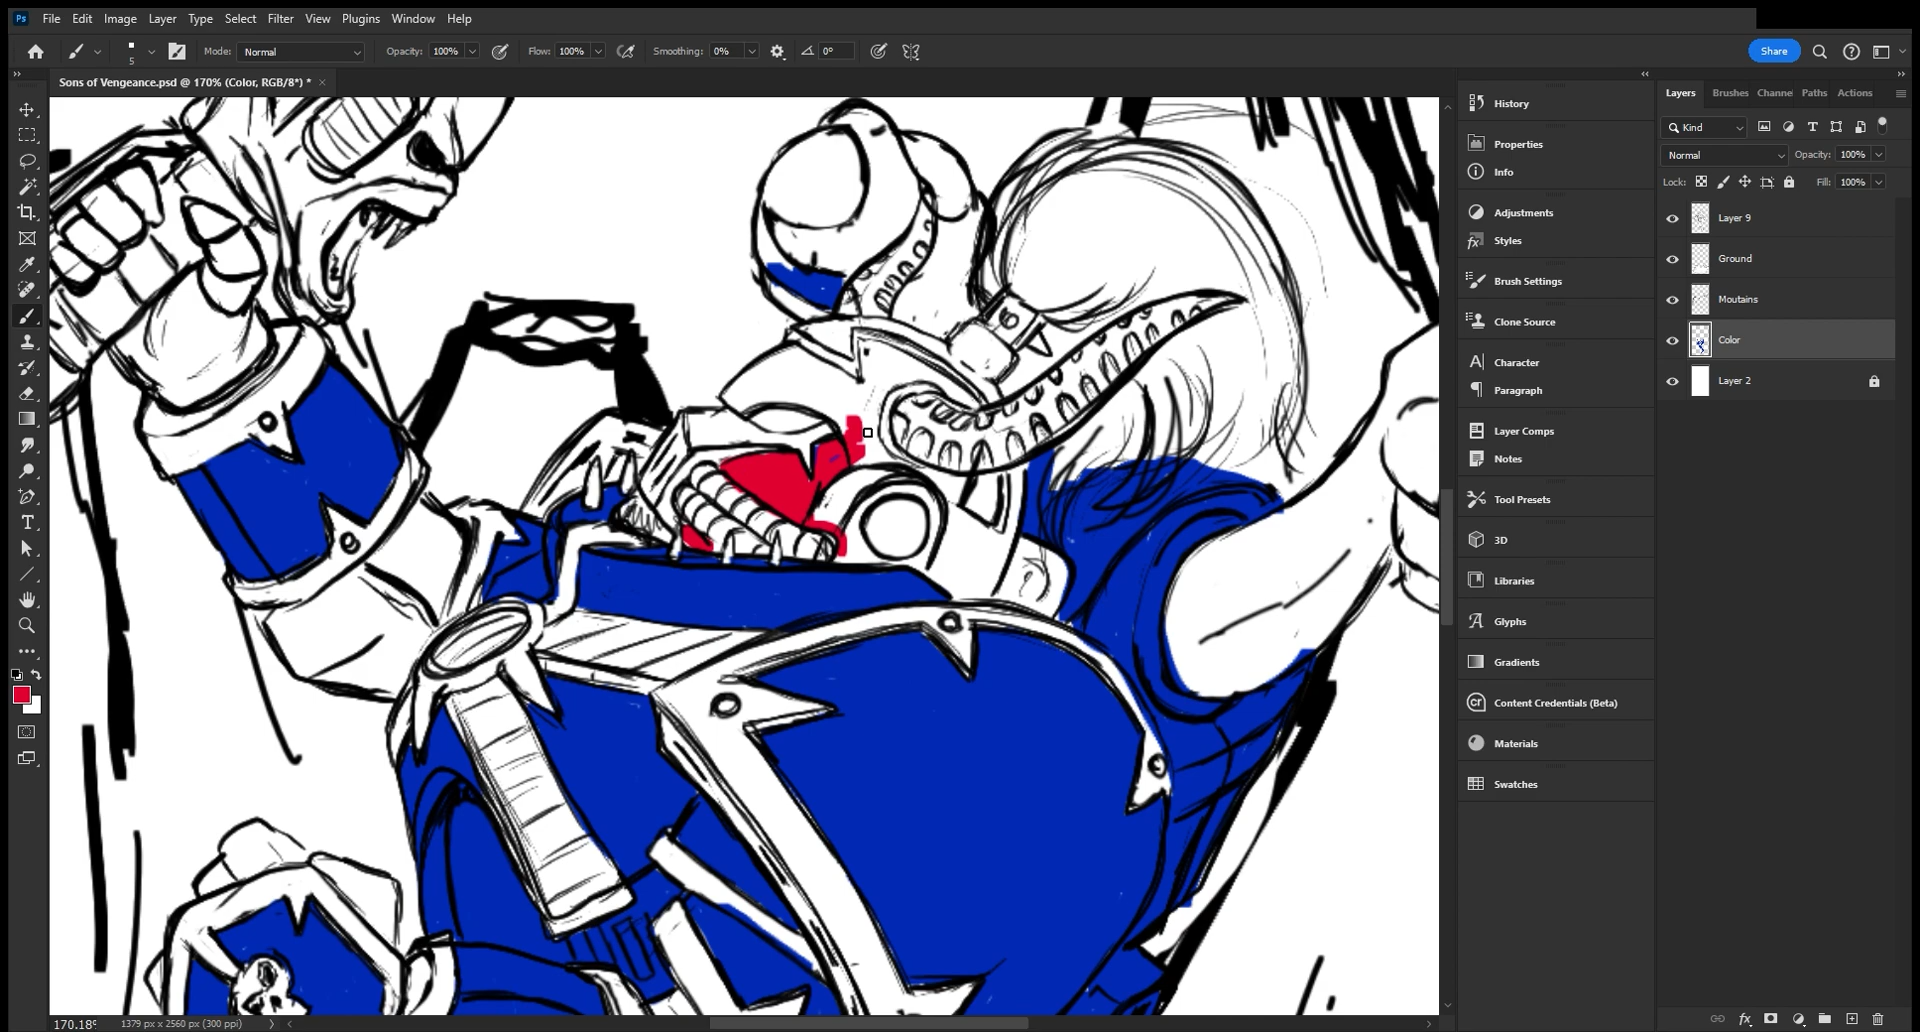 Ps File Edit Image Layer Type Select Filter View Plugins Window Help
5 Mode: Normal Opacity: 100% Flow: 100% Smoothing: 0% 0° Share
Sons of Vengeance.psd @ 170% (Color, RGB/8*) * ×
History
Properties
Info
Adjustments
Styles
Brush Settings
Clone Source
Character
Paragraph
Layer Comps
Notes
Tool Presets
3D
Libraries
Glyphs
Gradients
Content Credentials (Beta)
Materials
Swatches
Layers Brushes Channe Paths Actions
Kind
Normal Opacity: 100%
Lock: Fill: 100%
Layer 9
Ground
Moutains
Color
Layer 2
170.18% 1379 px x 2560 px (300 ppi)